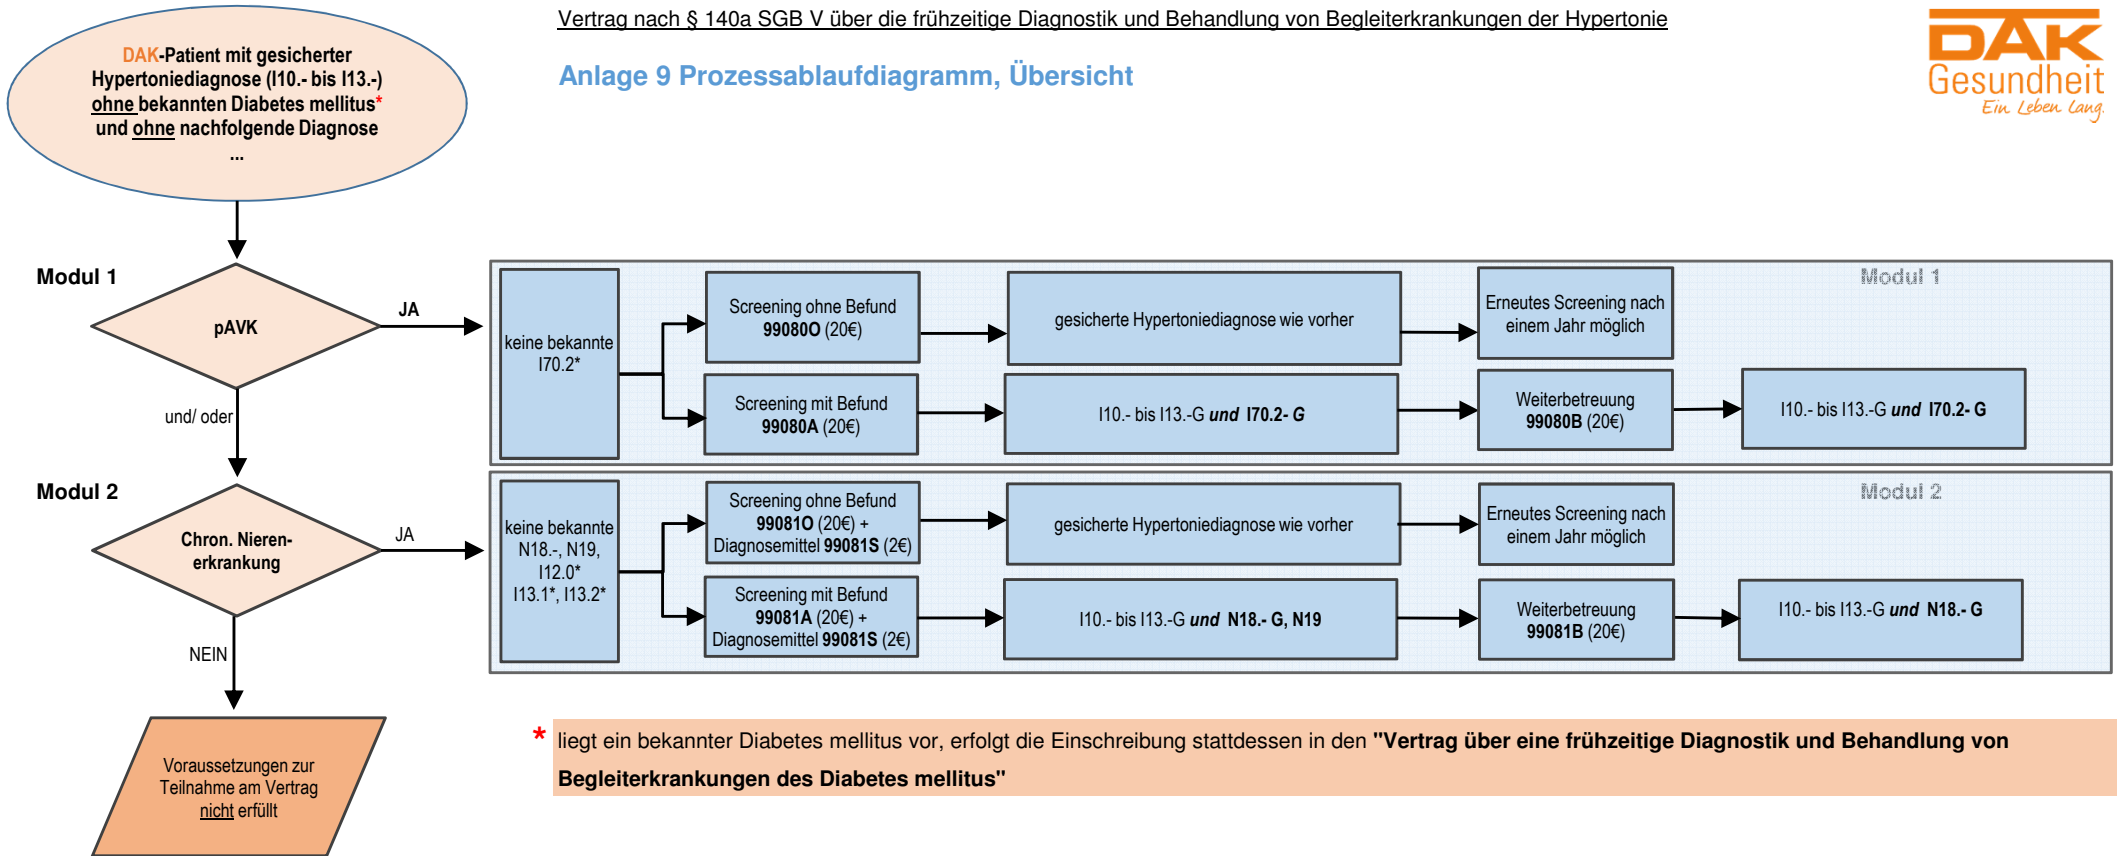 Vertrag nach § 140a SGB V über die frühzeitige Diagnostik und Behandlung von Begleiterkrankungen der Hypertonie
Anlage 9 Prozessablaufdiagramm, Übersicht
DAK
Gesundheit
Ein Leben lang.
DAK-Patient mit gesicherter
Hypertoniediagnose (I10.- bis I13.-)
ohne bekannten Diabetes mellitus*
und ohne nachfolgende Diagnose
...
Modul 1
pAVK
JA
und/ oder
Modul 1
keine bekannte
I70.2*
Screening ohne Befund
99080O (20€)
gesicherte Hypertoniediagnose wie vorher
Erneutes Screening nach
einem Jahr möglich
Screening mit Befund
99080A (20€)
I10.- bis I13.-G und I70.2- G
Weiterbetreuung
99080B (20€)
I10.- bis I13.-G und I70.2- G
Modul 2
Chron. Nieren-
erkrankung
JA
NEIN
Modul 2
keine bekannte
N18.-, N19,
I12.0*
I13.1*, I13.2*
Screening ohne Befund
99081O (20€) +
Diagnosemittel 99081S (2€)
gesicherte Hypertoniediagnose wie vorher
Erneutes Screening nach
einem Jahr möglich
Screening mit Befund
99081A (20€) +
Diagnosemittel 99081S (2€)
I10.- bis I13.-G und N18.- G, N19
Weiterbetreuung
99081B (20€)
I10.- bis I13.-G und N18.- G
Voraussetzungen zur
Teilnahme am Vertrag
nicht erfüllt
* liegt ein bekannter Diabetes mellitus vor, erfolgt die Einschreibung stattdessen in den "Vertrag über eine frühzeitige Diagnostik und Behandlung von
Begleiterkrankungen des Diabetes mellitus"